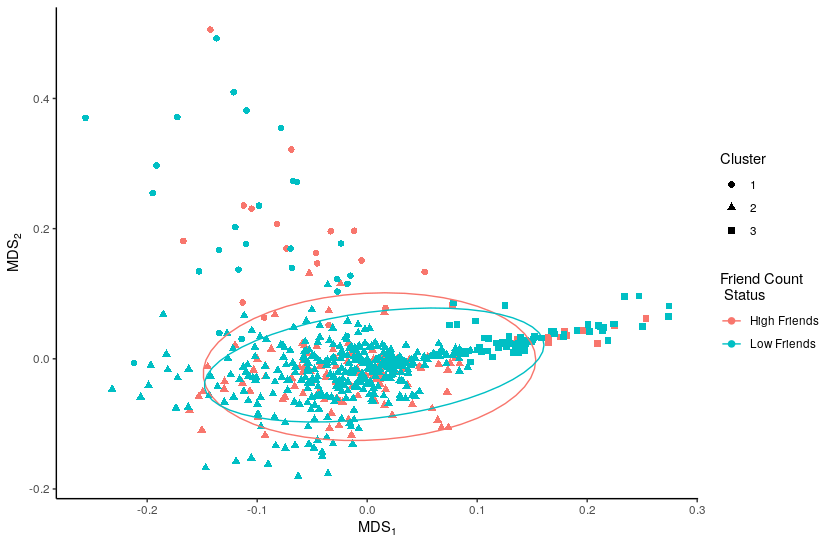 0.4
0.2
0.0
-0.2
MDS2
-0.2
-0.1
0.0
0.1
0.2
0.3
MDS1
Cluster
1
2
3
Friend Count
Status
HIgh Friends
Low Friends